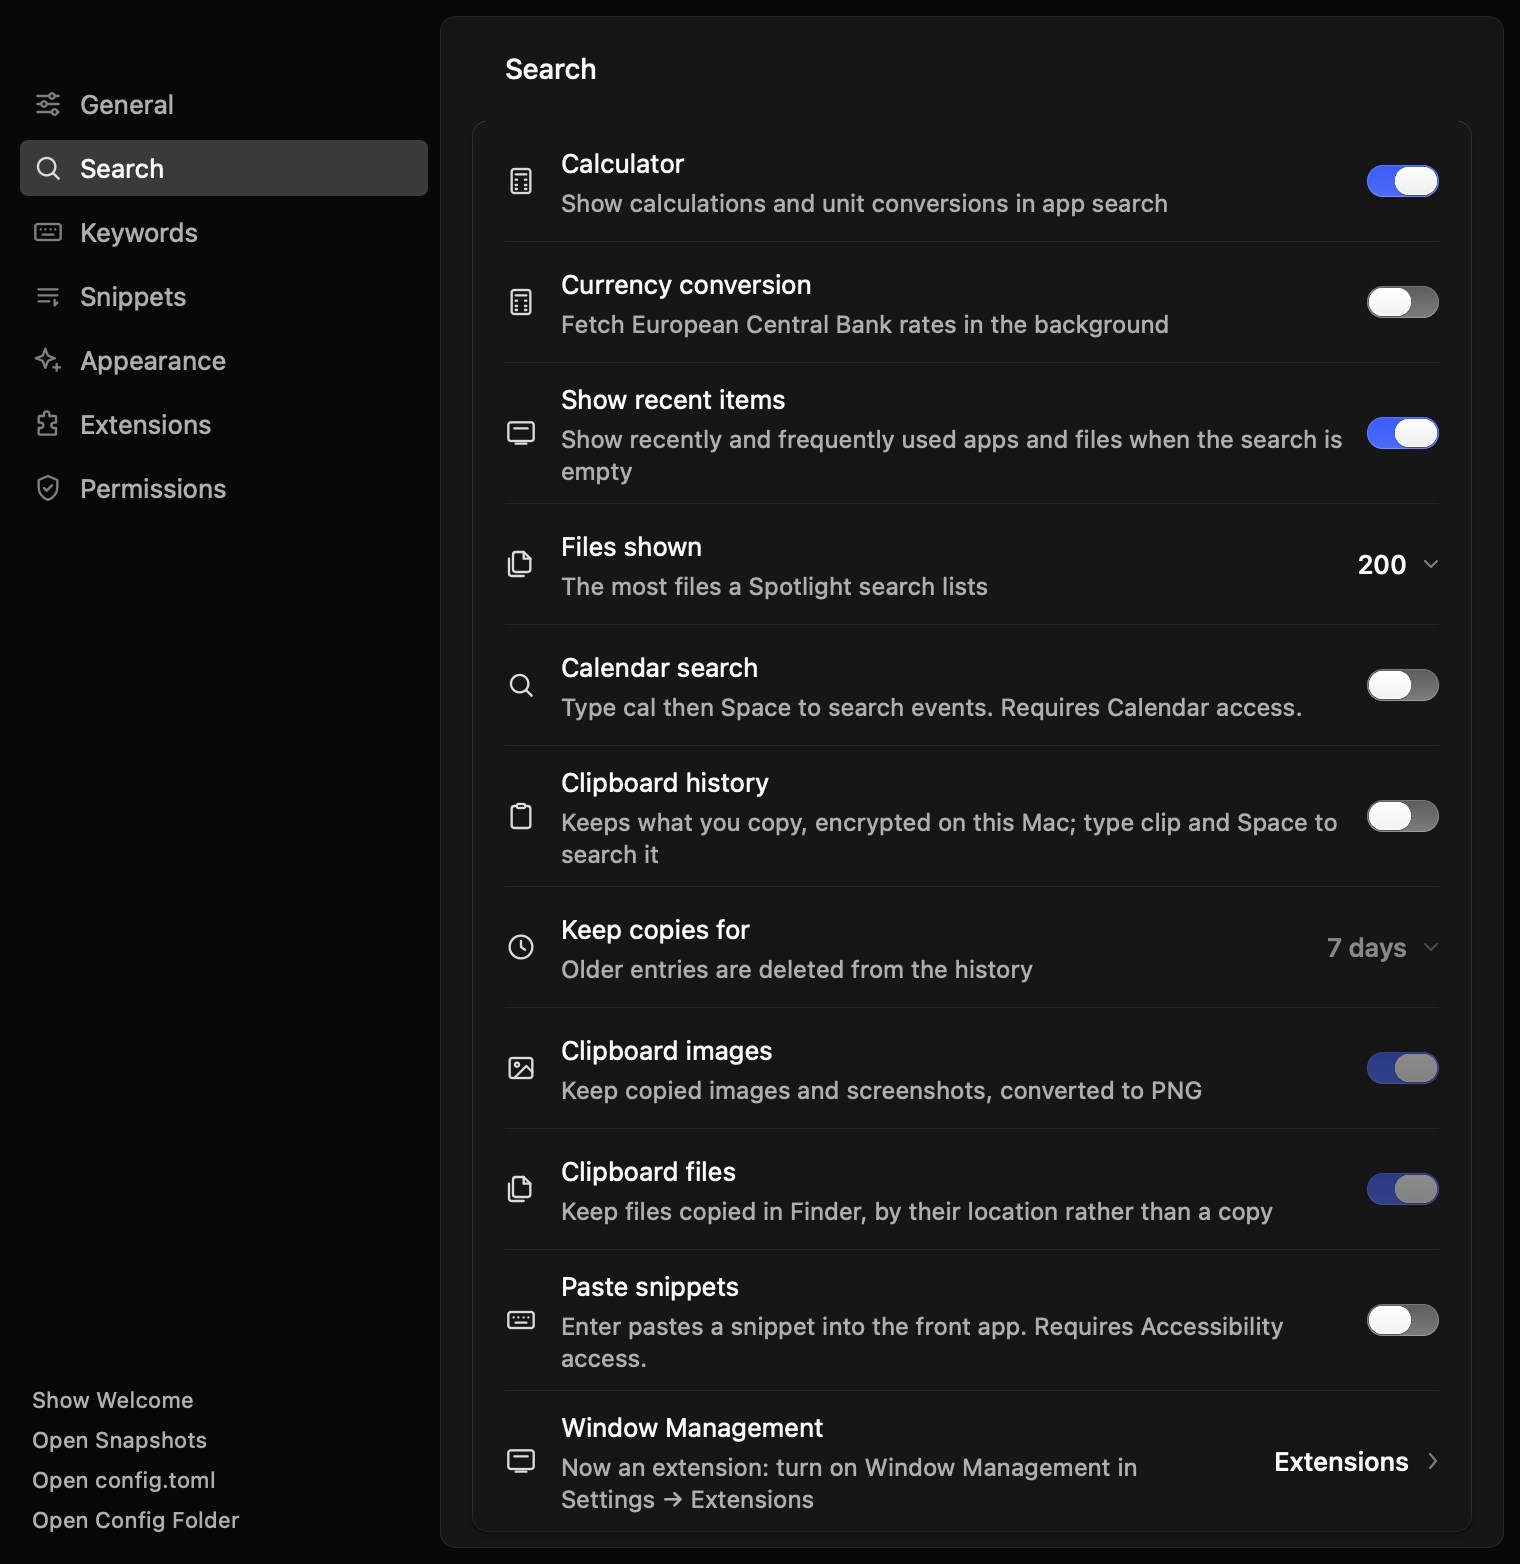 General
Search
Keywords
Snippets
Appearance
Extensions
Permissions
Show Welcome
Open Snapshots
Open config.toml
Open Config Folder
Search
Calculator
Show calculations and unit conversions in app search
Currency conversion
Fetch European Central Bank rates in the background
Show recent items
Show recently and frequently used apps and files when the search is
empty
Files shown
The most files a Spotlight search lists
200
Calendar search
Type cal then Space to search events. Requires Calendar access.
Clipboard history
Keeps what you copy, encrypted on this Mac; type clip and Space to
search it
Keep copies for
Older entries are deleted from the history
7 days
Clipboard images
Keep copied images and screenshots, converted to PNG
Clipboard files
Keep files copied in Finder, by their location rather than a copy
Paste snippets
Enter pastes a snippet into the front app. Requires Accessibility
access.
Window Management
Now an extension: turn on Window Management in
Settings → Extensions
Extensions